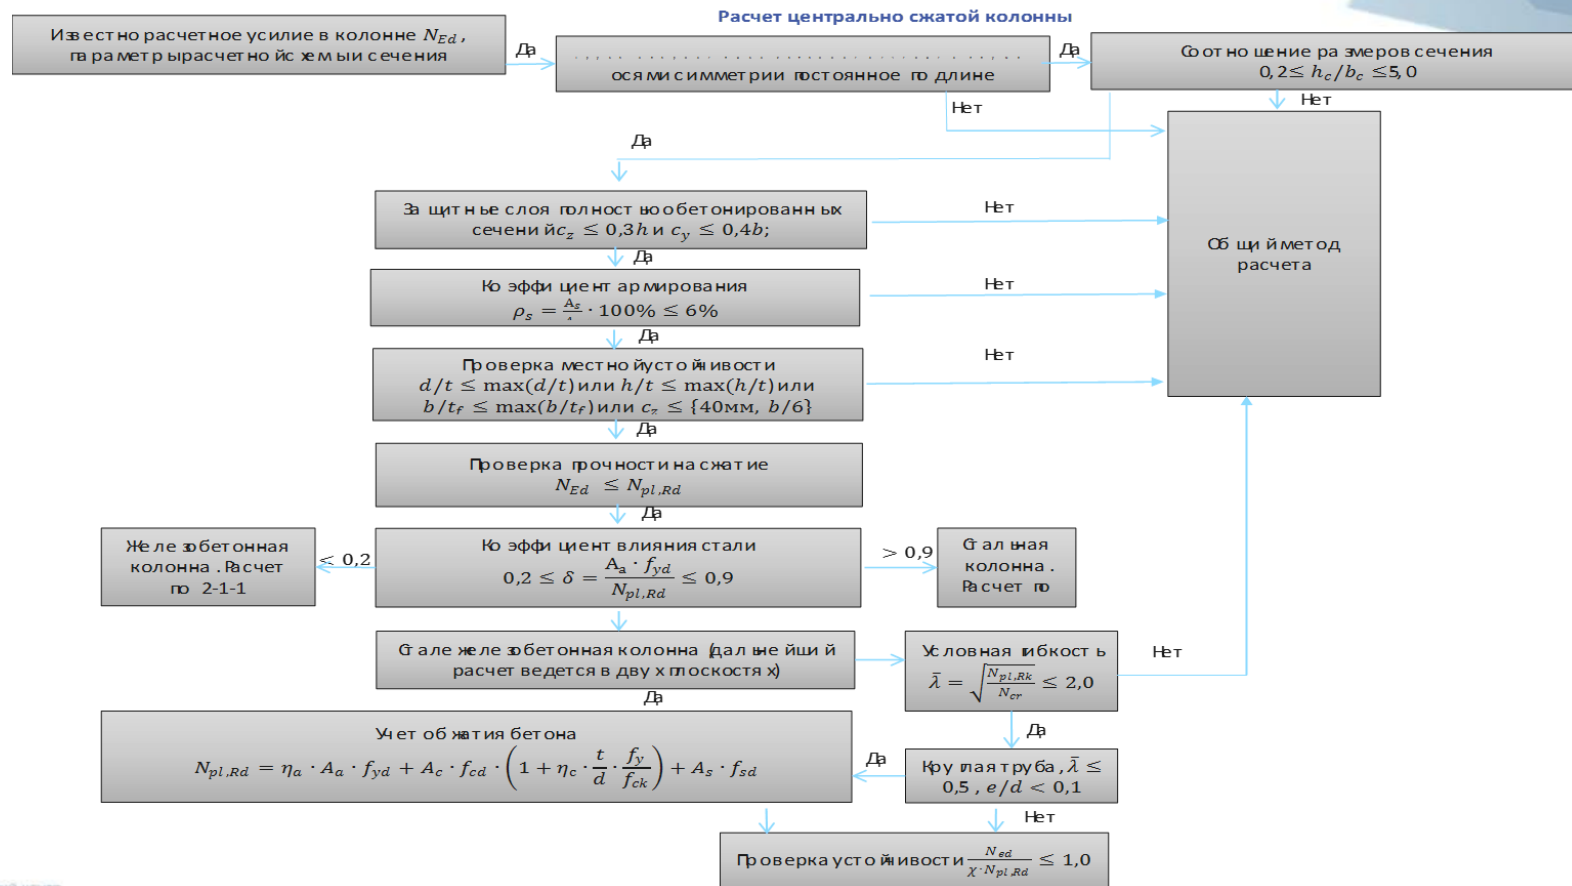 Расчет центрально сжатой колонны
Известно расчетное усилие в колонне N_Ed,
параметры расчетной схемы и сечения
Да
осями симметрии постоянное по длине
Да
Соотношение размеров сечения
0,2≤ h_c/b_c ≤5,0
Нет
Нет
Да
Защитные слоя полностью обетонированных
сечений c_z ≤ 0,3h и c_y ≤ 0,4b;
Нет
Общий метод
расчета
Да
Коэффициент армирования
ρ_s = A_s/ · 100% ≤ 6%
Нет
Да
Проверка местной устойчивости
d/t ≤ max(d/t) или h/t ≤ max(h/t) или
b/t_f ≤ max(b/t_f) или c_z ≤ {40мм, b/6}
Нет
Да
Проверка прочности на сжатие
N_Ed ≤ N_pl,Rd
Да
Железобетонная
колонна. Расчет
по 2-1-1
< 0,2
Коэффициент влияния стали
0,2 ≤ δ = (A_a · f_yd)/N_pl,Rd ≤ 0,9
> 0,9
Стальная
колонна.
Расчет по
Сталежелезобетонная колонна (дальнейший
расчет ведется в двух плоскостях)
Условная гибкость
λ̄ = √(N_pl,Rk/N_cr) ≤ 2,0
Нет
Да
Да
Учет обжатия бетона
N_pl,Rd = η_a · A_a · f_yd + A_c · f_cd · (1 + η_c · t/d · f_y/f_ck) + A_s · f_sd
Да
Круглая труба, λ̄ ≤
0,5 , e/d < 0,1
Нет
Проверка устойчивости N_ed/(χ·N_pl,Rd) ≤ 1,0